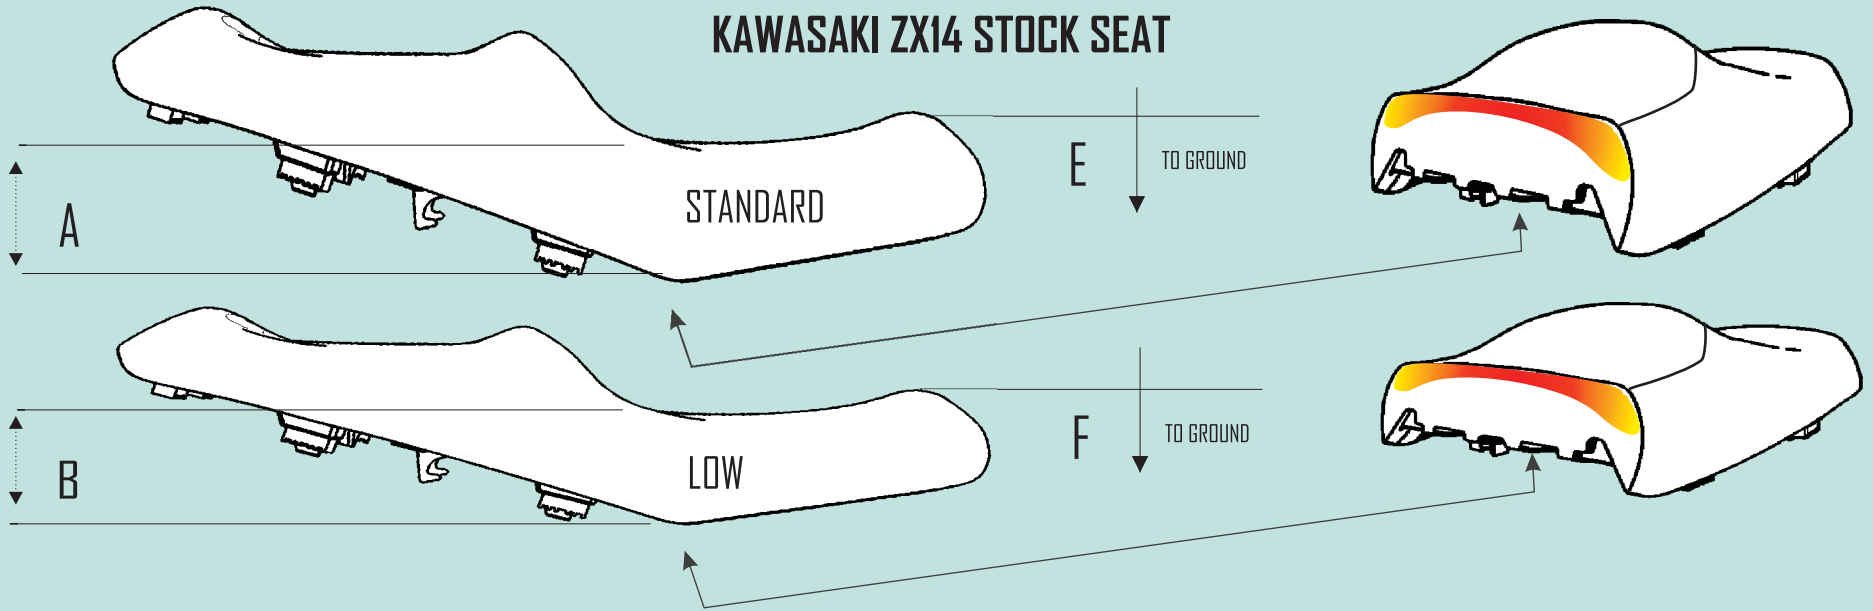 KAWASAKI ZX14 STOCK SEAT
A
STANDARD
E
TO GROUND
B
LOW
F
TO GROUND